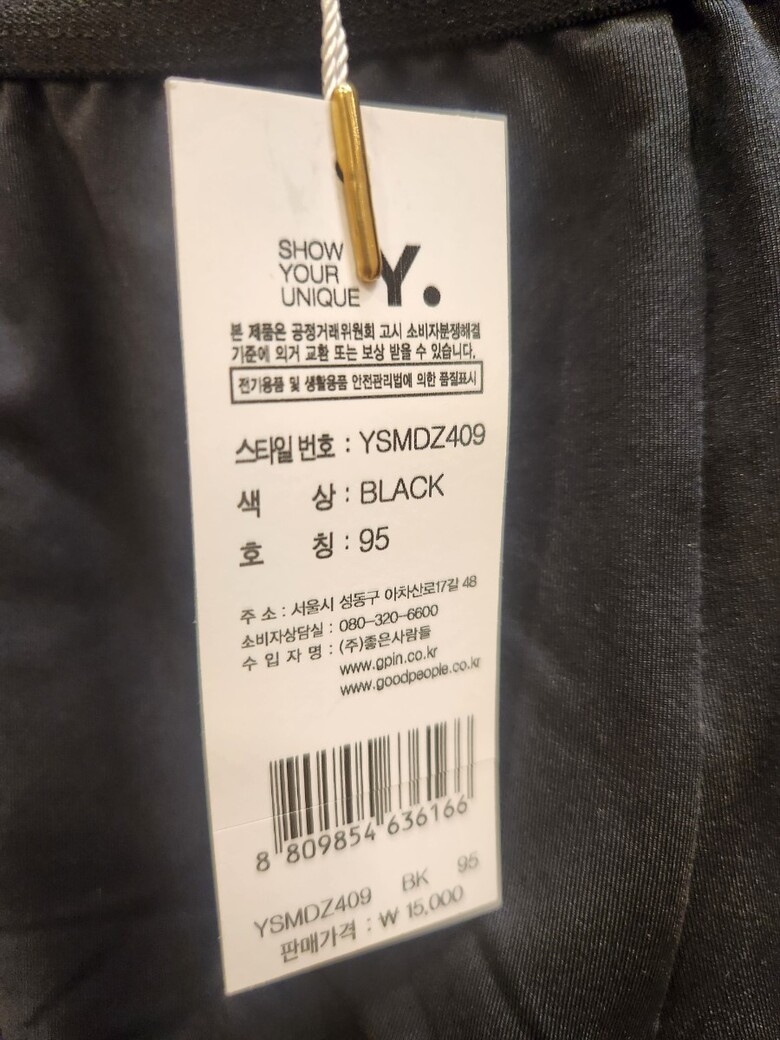 SHOW
YOUR
UNIQUE
Y.
본 제품은 공정거래위원회 고시 소비자분쟁해결
기준에 의거 교환 또는 보상 받을 수 있습니다.
전기용품 및 생활용품 안전관리법에 의한 품질표시
스타일 번호 : YSMDZ409
색 상 : BLACK
호 칭 : 95
주 소 : 서울시 성동구 아차산로17길 48
소비자상담실 : 080-320-6600
수 입 자 명 : (주)좋은사람들
www.gpin.co.kr
www.goodpeople.co.kr
8 809854 636166
YSMDZ409 BK 95
판매가격 : ₩ 15,000